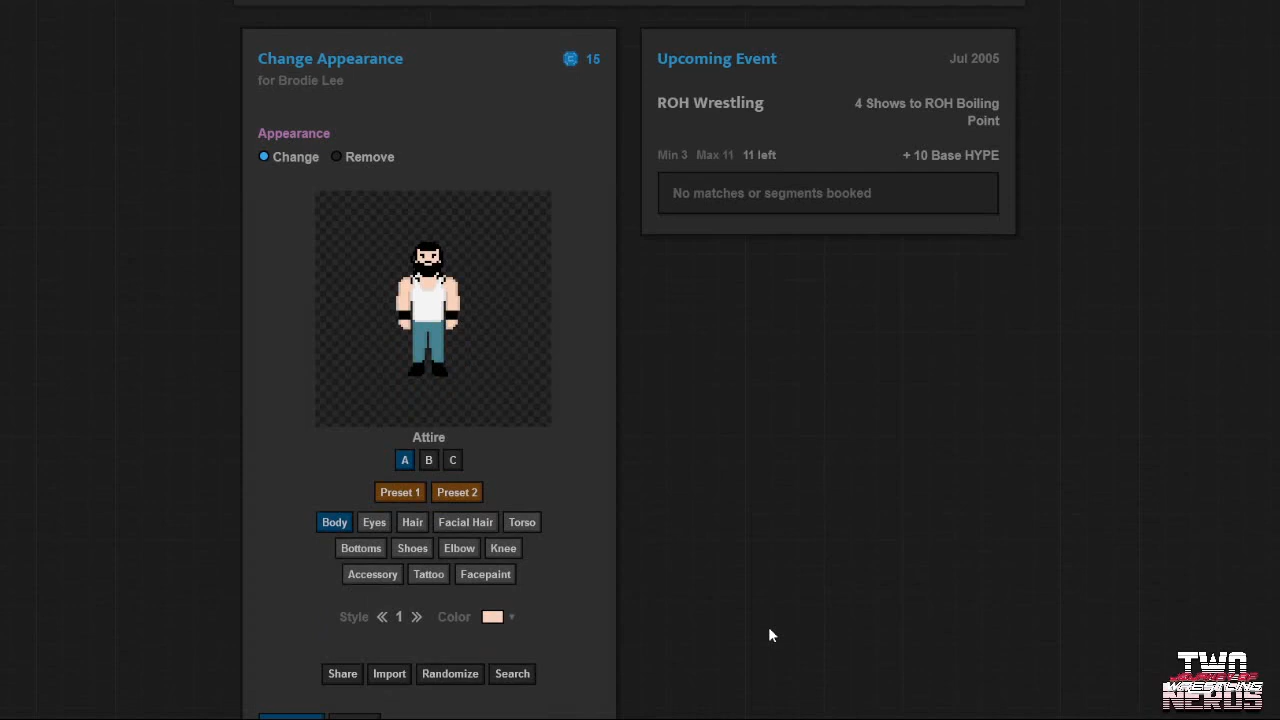 Change Appearance
15
for Brodie Lee
Appearance
Change
Remove
Attire
A
B
C
Preset 1
Preset 2
Body
Eyes
Hair
Facial Hair
Torso
Bottoms
Shoes
Elbow
Knee
Accessory
Tattoo
Facepaint
Style
1
Color
Share
Import
Randomize
Search
Upcoming Event
Jul 2005
ROH Wrestling
4 Shows to ROH Boiling
Point
Min 3
Max 11
11 left
+ 10 Base HYPE
No matches or segments booked
TWO
WRESTLING
NERDS